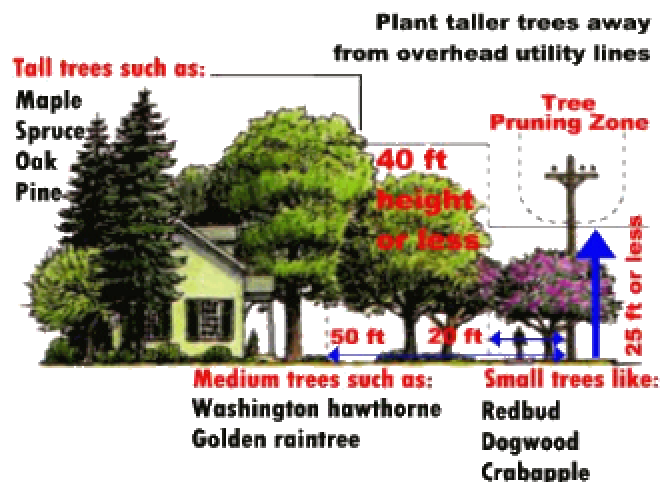 Plant taller trees away
from overhead utility lines
Tall trees such as:
Maple
Spruce
Oak
Pine
Tree
Pruning Zone
40 ft
height
or less
25 ft or less
50 ft
20 ft
Medium trees such as:
Washington hawthorne
Golden raintree
Small trees like:
Redbud
Dogwood
Crabapple